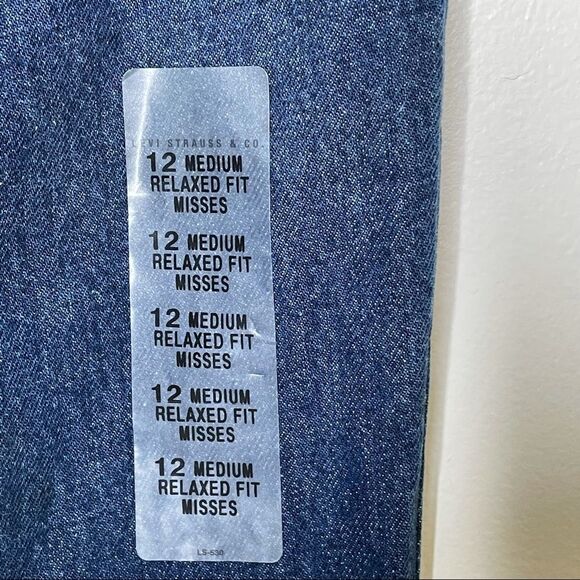 LEVI STRAUSS & CO.
12 MEDIUM
RELAXED FIT
MISSES
12 MEDIUM
RELAXED FIT
MISSES
12 MEDIUM
RELAXED FIT
MISSES
12 MEDIUM
RELAXED FIT
MISSES
12 MEDIUM
RELAXED FIT
MISSES
LS-530